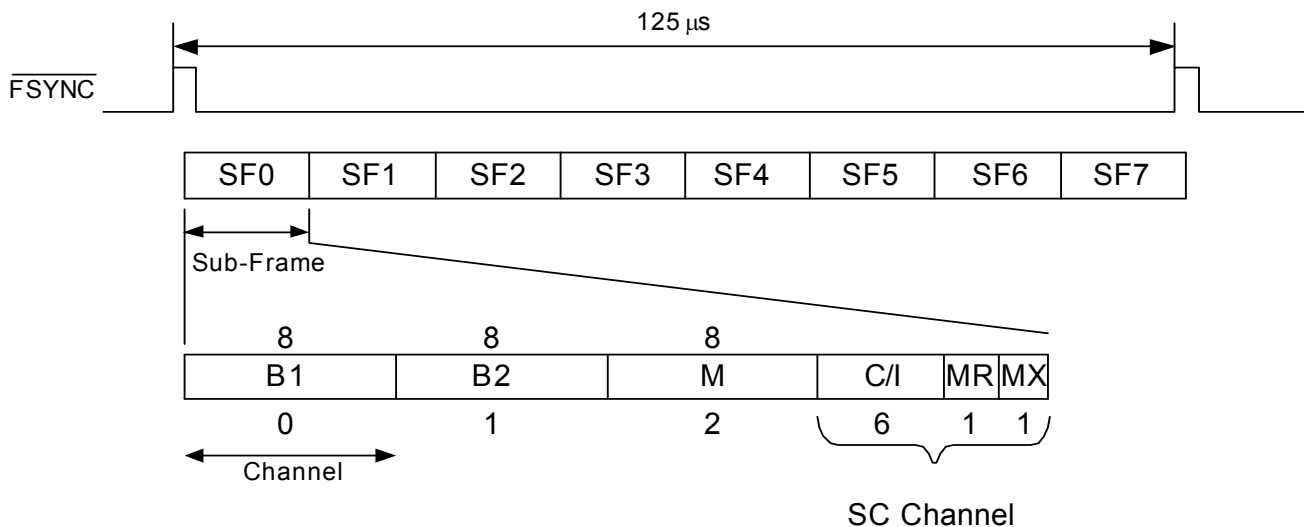 125 μs
FSYNC
SF0 SF1 SF2 SF3 SF4 SF5 SF6 SF7
Sub-Frame
8 8 8
B1 B2 M C/I MR MX
0 1 2 6 1 1
Channel
SC Channel